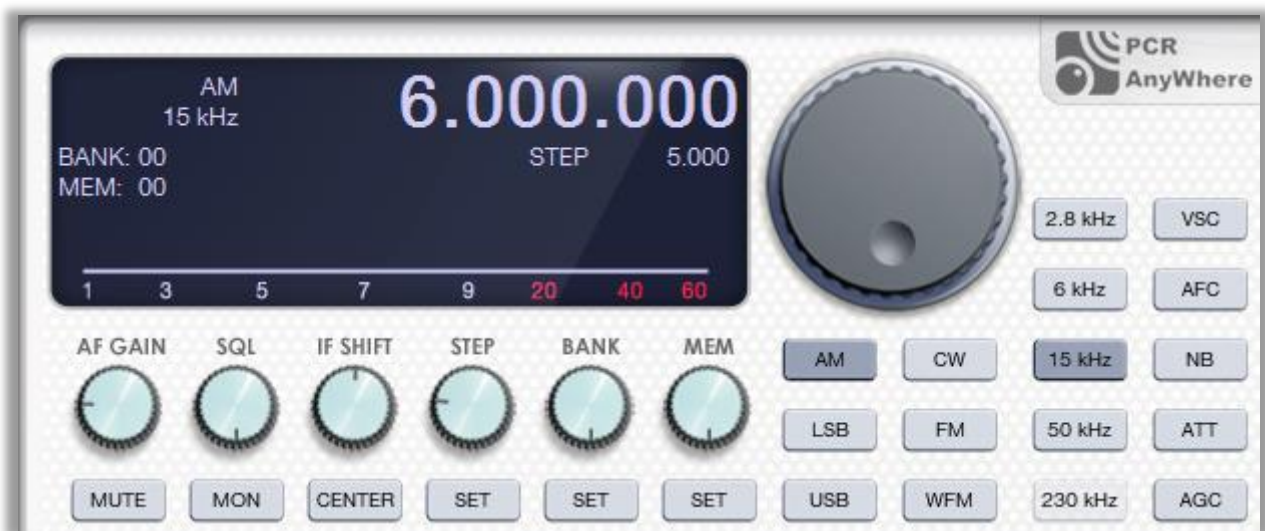 PCR
AnyWhere
AM
15 kHz
6.000.000
BANK: 00
STEP 5.000
MEM: 00
1 3 5 7 9 20 40 60
AF GAIN SQL IF SHIFT STEP BANK MEM
MUTE MON CENTER SET SET SET
2.8 kHz VSC
6 kHz AFC
AM CW 15 kHz NB
LSB FM 50 kHz ATT
USB WFM 230 kHz AGC